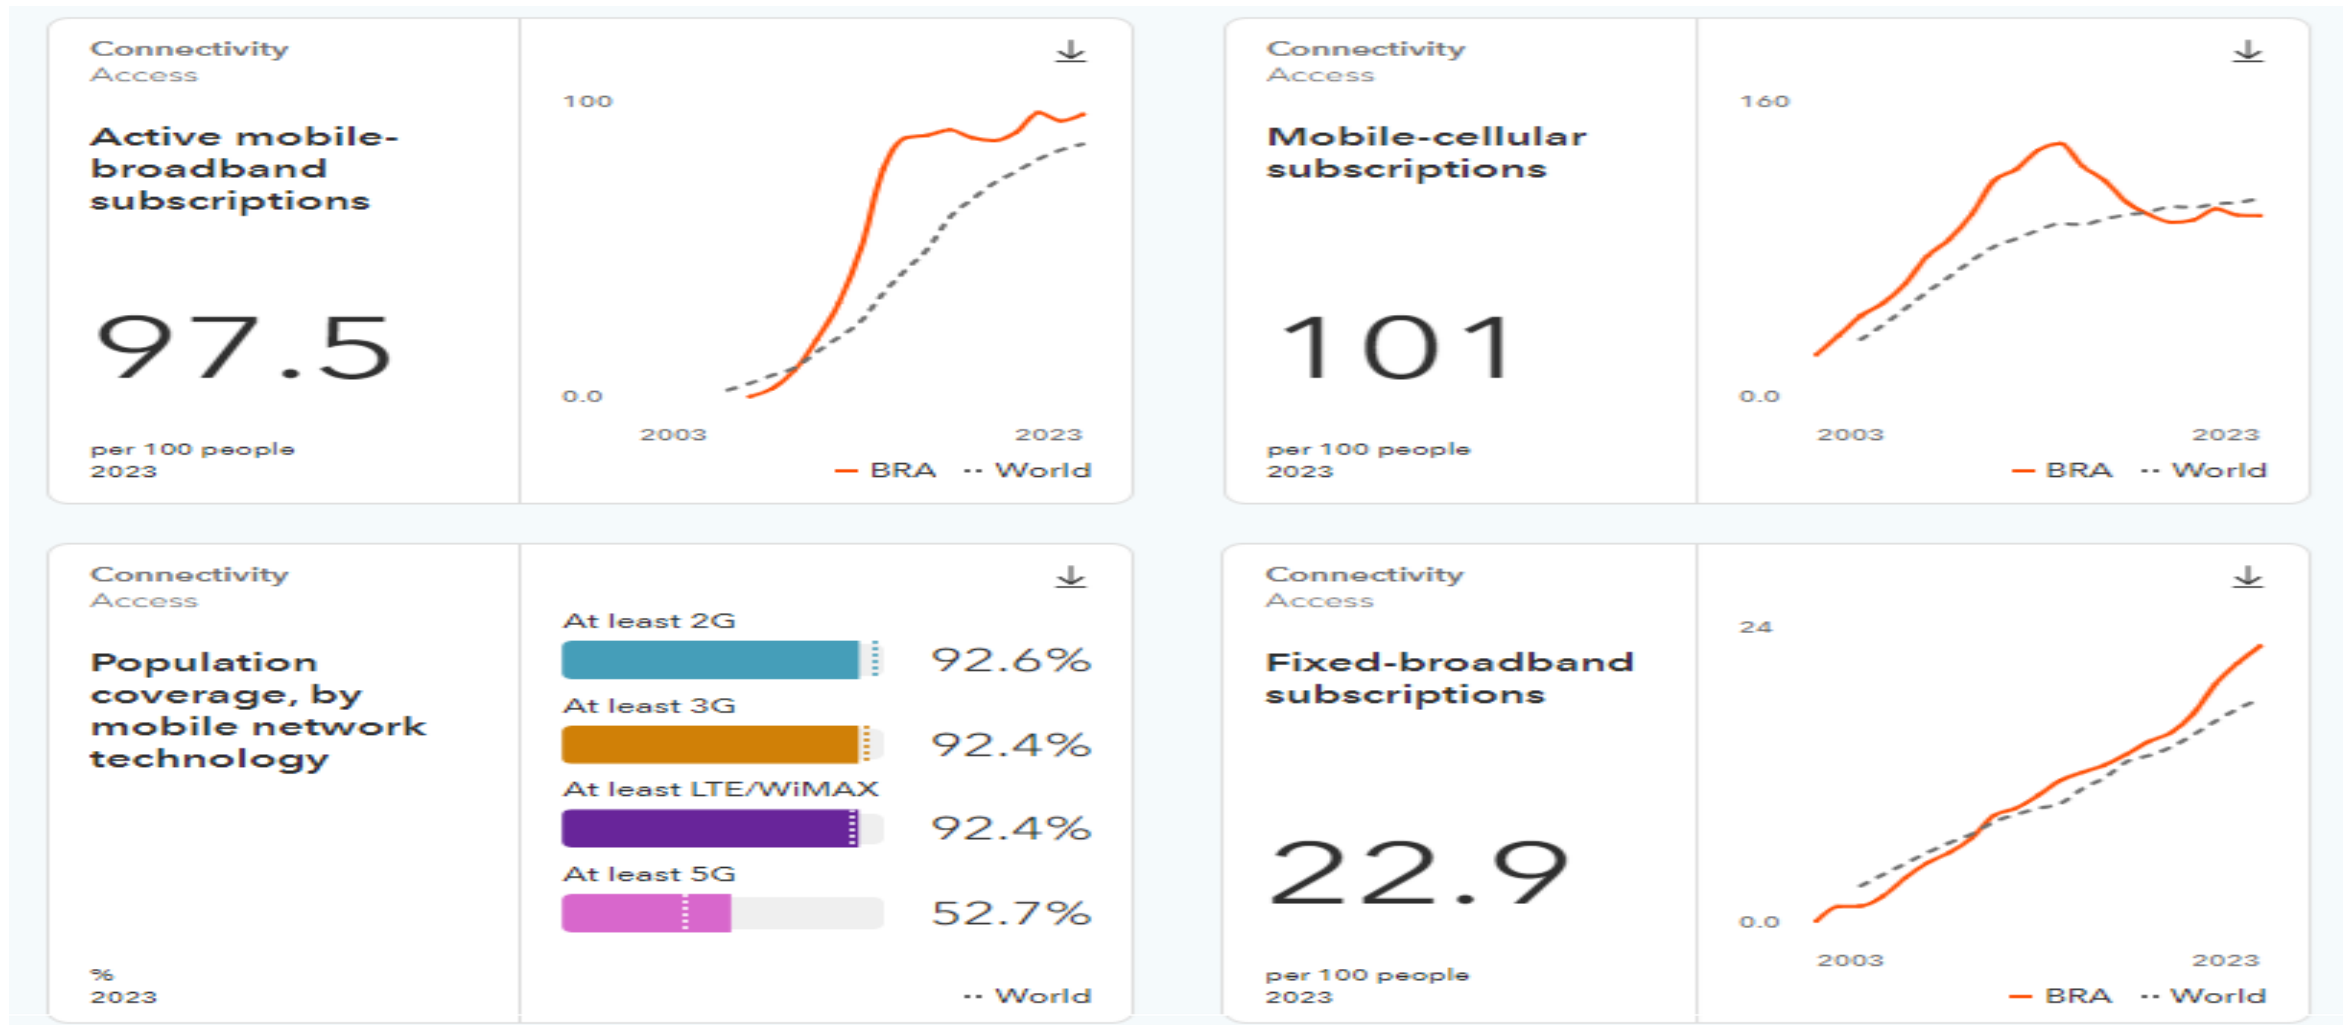 Connectivity
Access
Active mobile-
broadband
subscriptions
97.5
per 100 people
2023
100
0.0
2003 2023
BRA World
Connectivity
Access
Mobile-cellular
subscriptions
101
per 100 people
2023
160
0.0
2003 2023
BRA World
Connectivity
Access
Population
coverage, by
mobile network
technology
%
2023
At least 2G
92.6%
At least 3G
92.4%
At least LTE/WiMAX
92.4%
At least 5G
52.7%
World
Connectivity
Access
Fixed-broadband
subscriptions
22.9
per 100 people
2023
24
0.0
2003 2023
BRA World